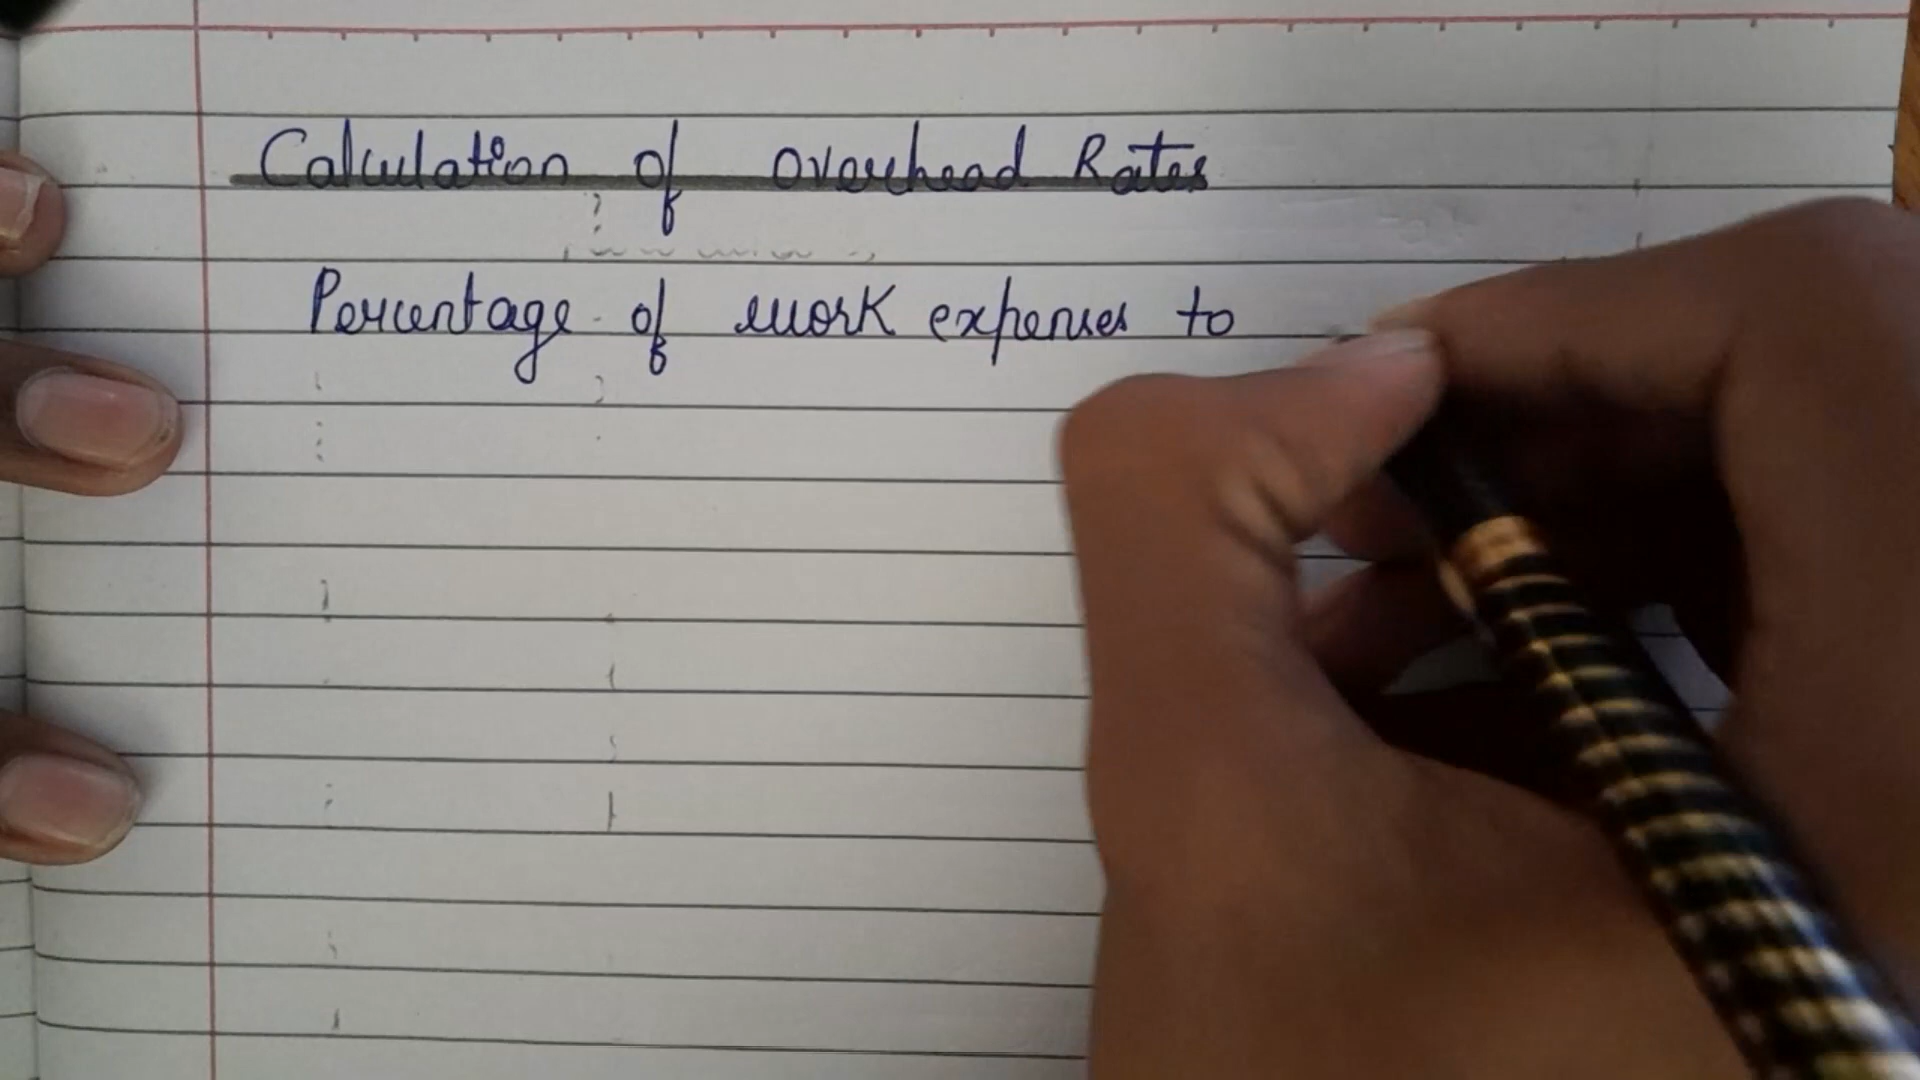 Calculation of overhead Rates
Percentage of work expenses to